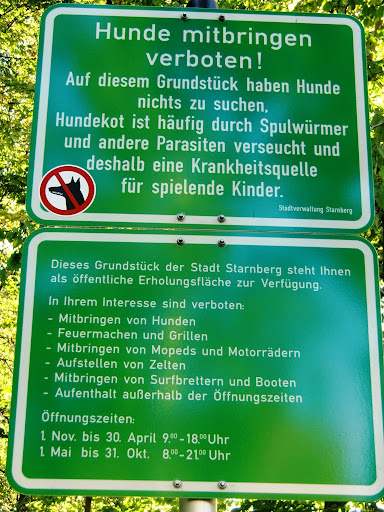 Hunde mitbringen
verboten!
Auf diesem Grundstück haben Hunde
nichts zu suchen.
Hundekot ist häufig durch Spulwürmer
und andere Parasiten verseucht und
deshalb eine Krankheitsquelle
für spielende Kinder.
Stadtverwaltung Starnberg
Dieses Grundstück der Stadt Starnberg steht Ihnen
als öffentliche Erholungsfläche zur Verfügung.
In Ihrem Interesse sind verboten:
- Mitbringen von Hunden
- Feuermachen und Grillen
- Mitbringen von Mopeds und Motorrädern
- Aufstellen von Zelten
- Mitbringen von Surfbrettern und Booten
- Aufenthalt außerhalb der Öffnungszeiten
Öffnungszeiten:
1. Nov. bis 30. April 9.00-18.00 Uhr
1. Mai bis 31. Okt. 8.00-21.00 Uhr